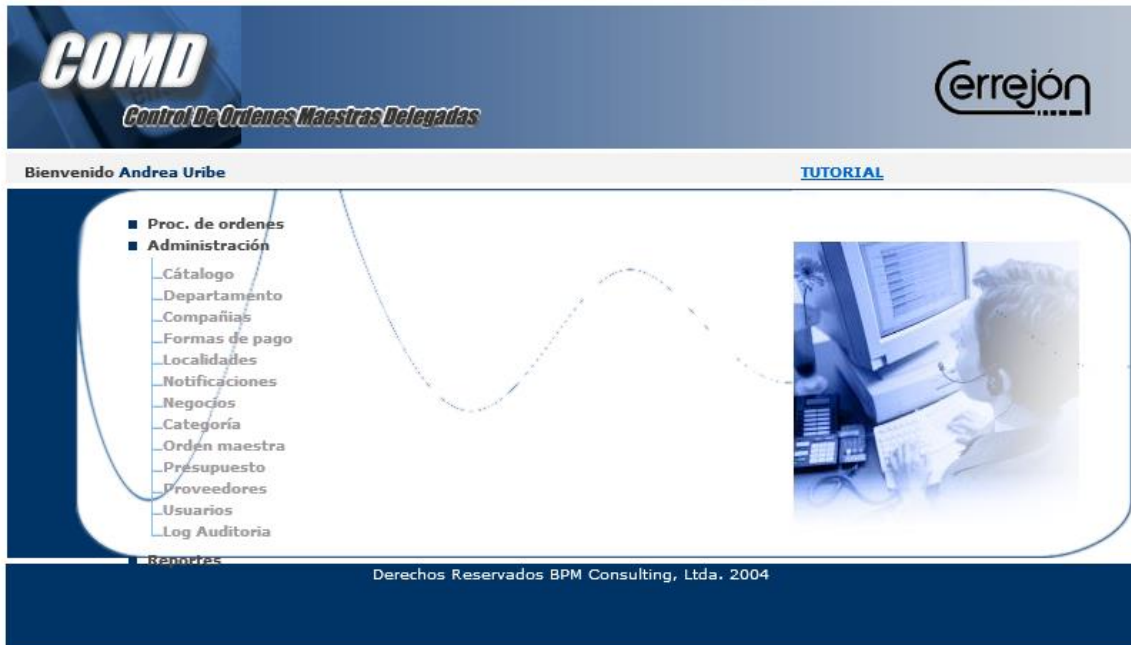 COMD
Control De Ordenes Maestras Delegadas
Cerrejón
Bienvenido Andrea Uribe
TUTORIAL
Proc. de ordenes
Administración
Cátalogo
Departamento
Compañias
Formas de pago
Localidades
Notificaciones
Negocios
Categoría
Orden maestra
Presupuesto
Proveedores
Usuarios
Log Auditoria
Reportes
Derechos Reservados BPM Consulting, Ltda. 2004